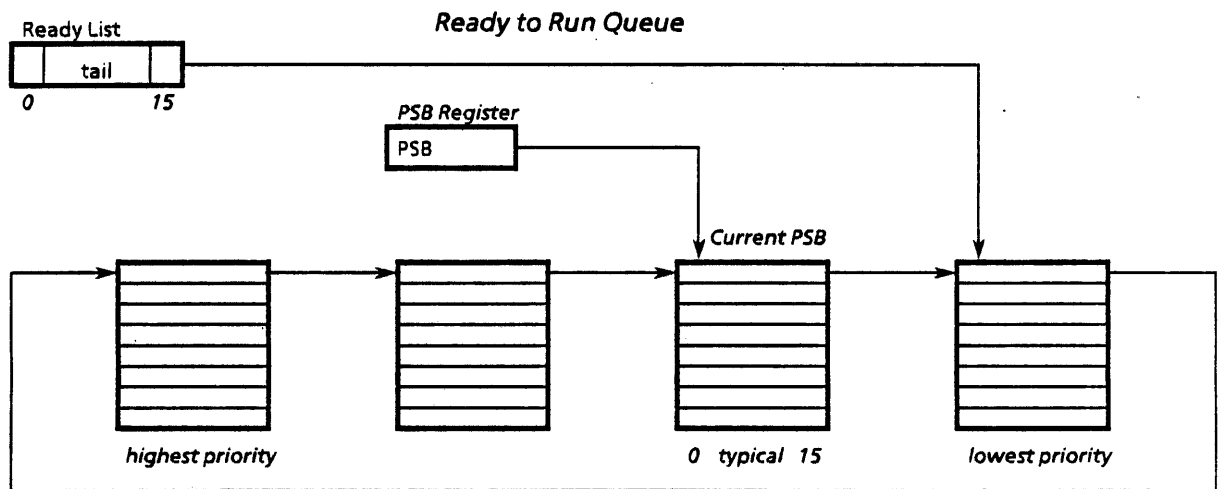 Ready to Run Queue
Ready List
tail
0 15
PSB Register
PSB
Current PSB
highest priority
0 typical 15
lowest priority